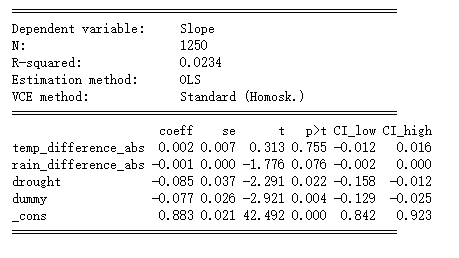 Dependent variable: Slope
N: 1250
R-squared: 0.0234
Estimation method: OLS
VCE method: Standard (Homosk.)
coeff se t p>t CI_low CI_high
temp_difference_abs 0.002 0.007 0.313 0.755 -0.012 0.016
rain_difference_abs -0.001 0.000 -1.776 0.076 -0.002 0.000
drought -0.085 0.037 -2.291 0.022 -0.158 -0.012
dummy -0.077 0.026 -2.921 0.004 -0.129 -0.025
_cons 0.883 0.021 42.492 0.000 0.842 0.923